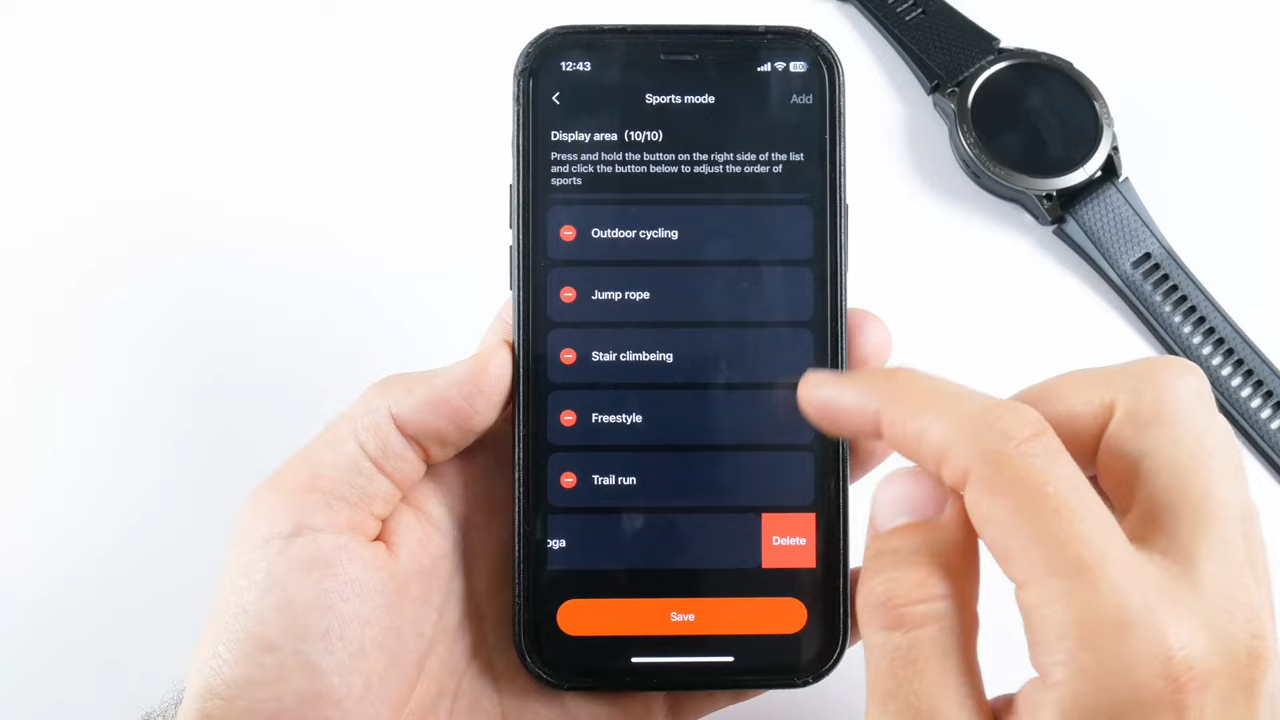 12:43
80
Sports mode
Add
Display area (10/10)
Press and hold the button on the right side of the list
and click the button below to adjust the order of
sports
Outdoor cycling
Jump rope
Stair climbeing
Freestyle
Trail run
oga
Delete
Save